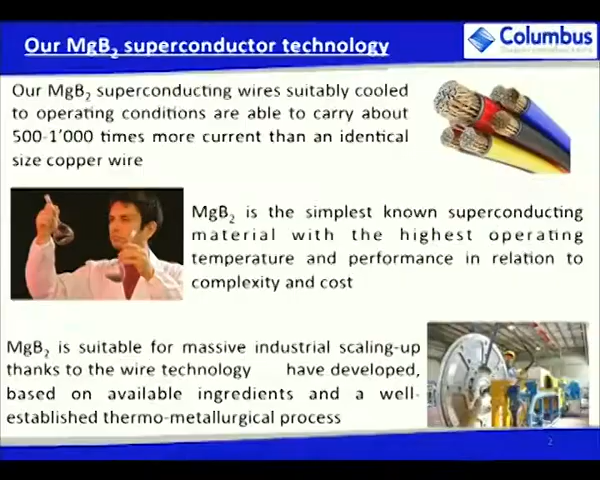 Our MgB2 superconductor technology
Columbus
Our MgB2 superconducting wires suitably cooled
to operating conditions are able to carry about
500-1'000 times more current than an identical
size copper wire
MgB2 is the simplest known superconducting
material with the highest operating
temperature and performance in relation to
complexity and cost
MgB2 is suitable for massive industrial scaling-up
thanks to the wire technology have developed,
based on available ingredients and a well-
established thermo-metallurgical process
2